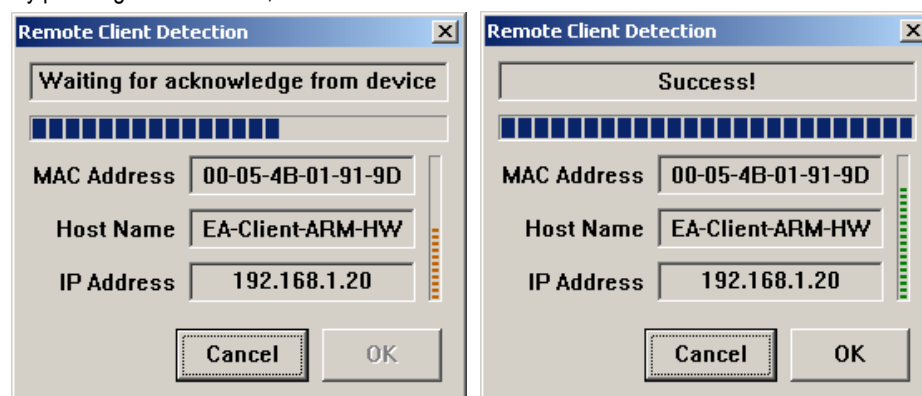 Remote Client Detection
Waiting for acknowledge from device
MAC Address 00-05-4B-01-91-9D
Host Name EA-Client-ARM-HW
IP Address 192.168.1.20
Cancel OK
Remote Client Detection
Success!
MAC Address 00-05-4B-01-91-9D
Host Name EA-Client-ARM-HW
IP Address 192.168.1.20
Cancel OK